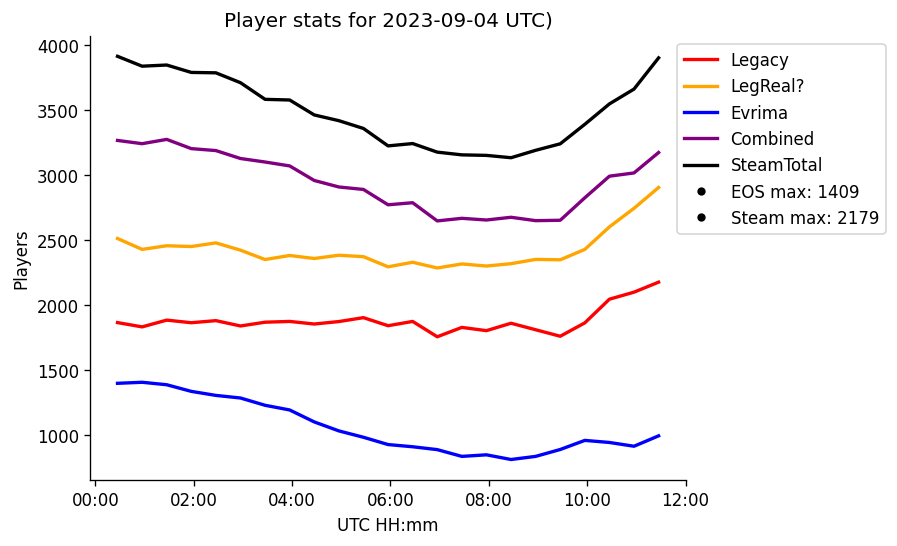 Player stats for 2023-09-04 UTC)
4000
3500
3000
2500
2000
1500
1000
Players
00:00 02:00 04:00 06:00 08:00 10:00 12:00
UTC HH:mm
Legacy
LegReal?
Evrima
Combined
SteamTotal
EOS max: 1409
Steam max: 2179